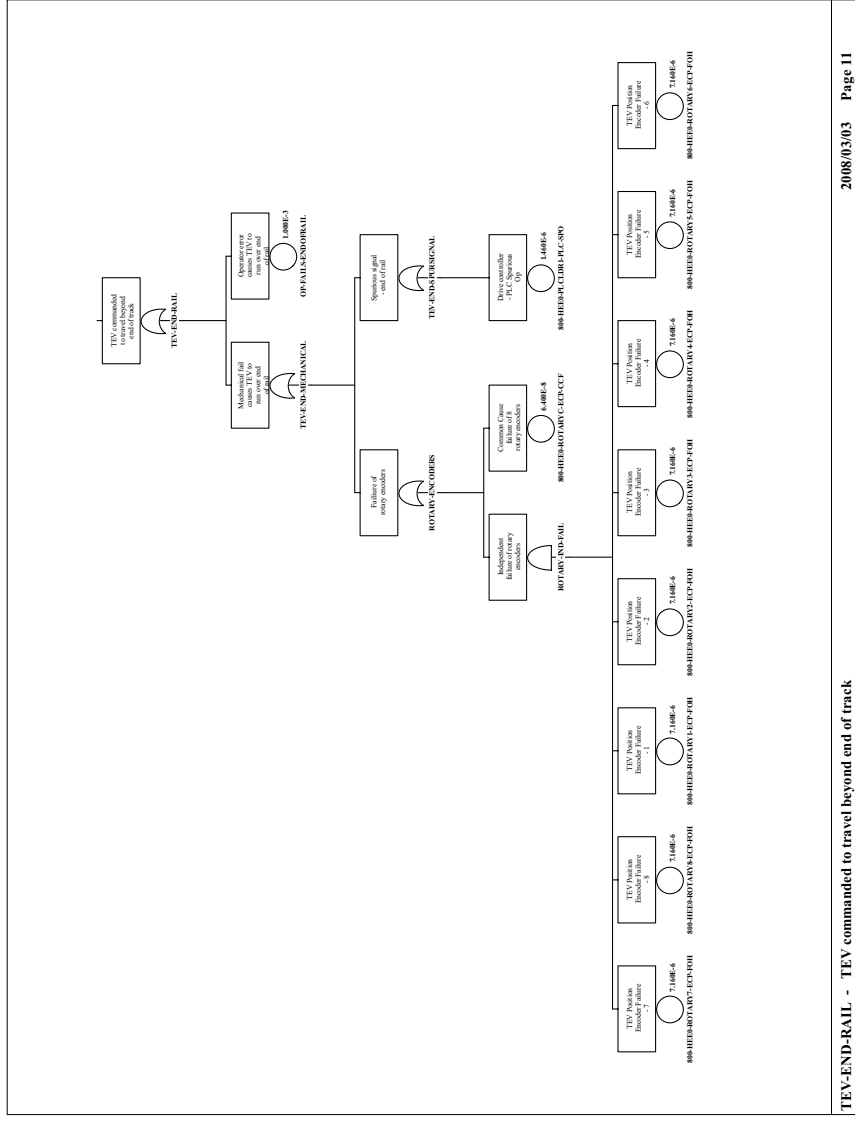 TEV commanded
to travel beyond
end of track
TEV-END-RAIL
Mechanical fail
causes TEV to
run over end
of rail
TEV-END-MECHANICAL
Operator error
causes TEV to
run over end
of rail
1.000E-3
OP-FAILS-ENDOFRAIL
Failure of
rotary encoders
ROTARY-ENCODERS
Spurious signal
- end of rail
TEV-END-SPURSIGNAL
Independent
failure of rotary
encoders
ROTARY-IND-FAIL
Common Cause
failure of 8
rotary encoders
6.400E-8
800-HEE0-ROTARYC-ECP-CCF
Drive controller
- PLC Spurious
Op
1.460E-6
800-HEE0-PLCLDR1-PLC-SPO
TEV Position
Encoder Failure
- 7
7.160E-6
800-HEE0-ROTARY7-ECP-FOH
TEV Position
Encoder Failure
- 8
7.160E-6
800-HEE0-ROTARY8-ECP-FOH
TEV Position
Encoder Failure
- 1
7.160E-6
800-HEE0-ROTARY1-ECP-FOH
TEV Position
Encoder Failure
- 2
7.160E-6
800-HEE0-ROTARY2-ECP-FOH
TEV Position
Encoder Failure
- 3
7.160E-6
800-HEE0-ROTARY3-ECP-FOH
TEV Position
Encoder Failure
- 4
7.160E-6
800-HEE0-ROTARY4-ECP-FOH
TEV Position
Encoder Failure
- 5
7.160E-6
800-HEE0-ROTARY5-ECP-FOH
TEV Position
Encoder Failure
- 6
7.160E-6
800-HEE0-ROTARY6-ECP-FOH
TEV-END-RAIL - TEV commanded to travel beyond end of track
2008/03/03 Page 11